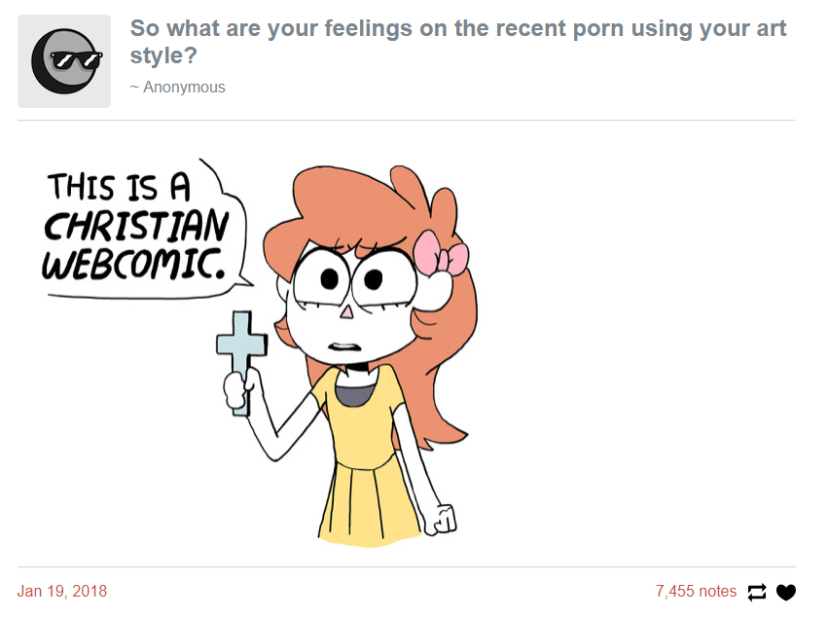 So what are your feelings on the recent porn using your art
style?
~ Anonymous
THIS IS A
CHRISTIAN
WEBCOMIC.
Jan 19, 2018
7,455 notes